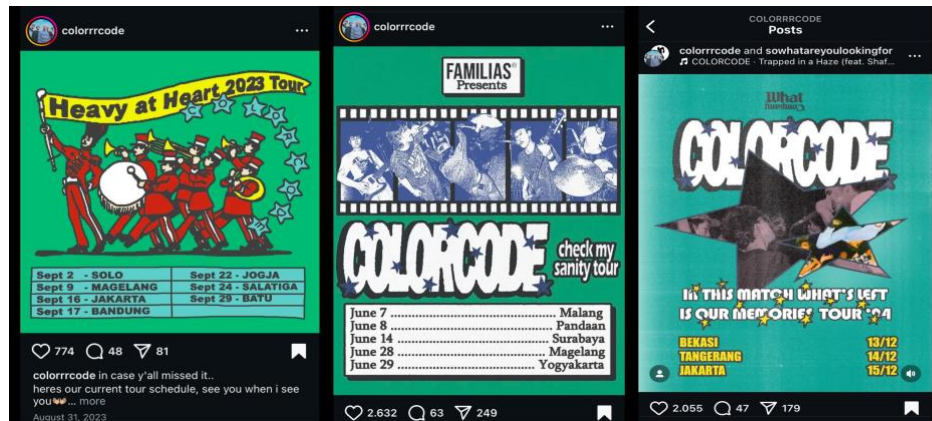 colorrrcode
Heavy at Heart 2023 Tour
COLORCODE
Sept 2 - SOLO
Sept 9 - MAGELANG
Sept 16 - JAKARTA
Sept 17 - BANDUNG
Sept 22 - JOGJA
Sept 24 - SALATIGA
Sept 29 - BATU
774 48 81
colorrrcode in case y'all missed it..
heres our current tour schedule, see you when i see
you... more
August 31, 2023
colorrrcode
FAMILIAS®
Presents
COLORCODE
check my
sanity tour
June 7 ........................ Malang
June 8 ........................ Pandaan
June 14 ........................ Surabaya
June 28 ........................ Magelang
June 29 ........................ Yogyakarta
2.632 63 249
COLORRRCODE
Posts
colorrrcode and sowhatareyoulookingfor
COLORCODE · Trapped in a Haze (feat. Shaf...
What
COLORCODE
IN THIS MATCH WHAT'S LEFT
IS OUR MEMORIES TOUR '94
BEKASI 13/12
TANGERANG 14/12
JAKARTA 15/12
2.055 47 179